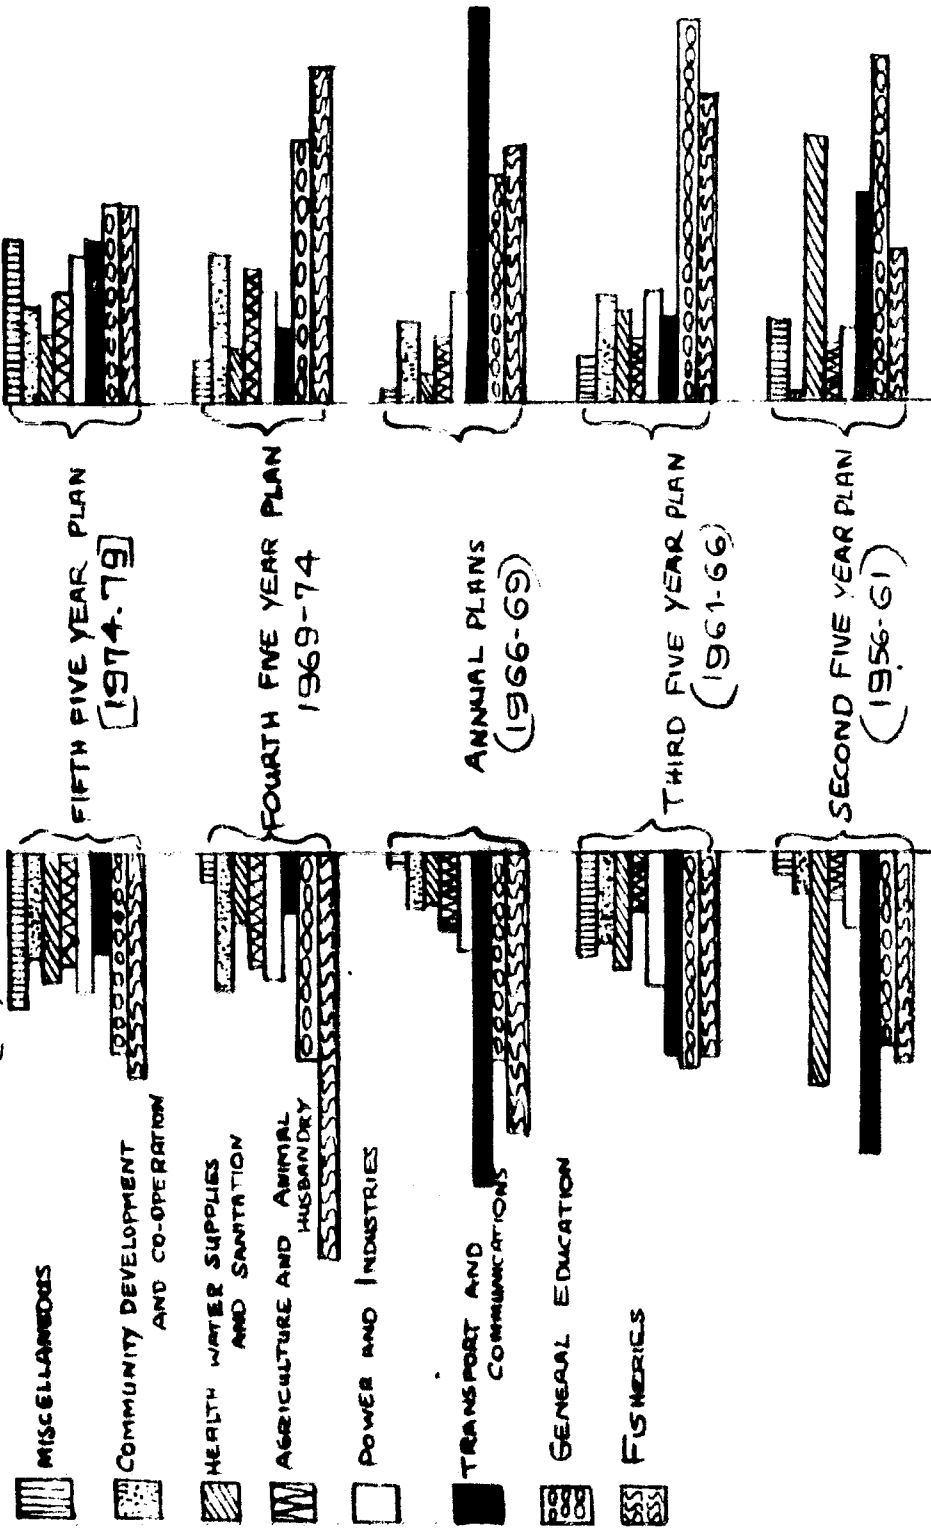 FIFTH FIVE YEAR PLAN
[1974-79]
FOURTH FIVE YEAR PLAN
1969-74
ANNUAL PLANS
(1966-69)
THIRD FIVE YEAR PLAN
(1961-66)
SECOND FIVE YEAR PLAN
(1956-61)
MISCELLANEOUS
COMMUNITY DEVELOPMENT
AND CO-OPERATION
HEALTH WATER SUPPLIES
AND SANITATION
AGRICULTURE AND ANIMAL
HUSBANDRY
POWER AND INDUSTRIES
TRANSPORT AND
COMMUNICATIONS
GENERAL EDUCATION
FISHERICS